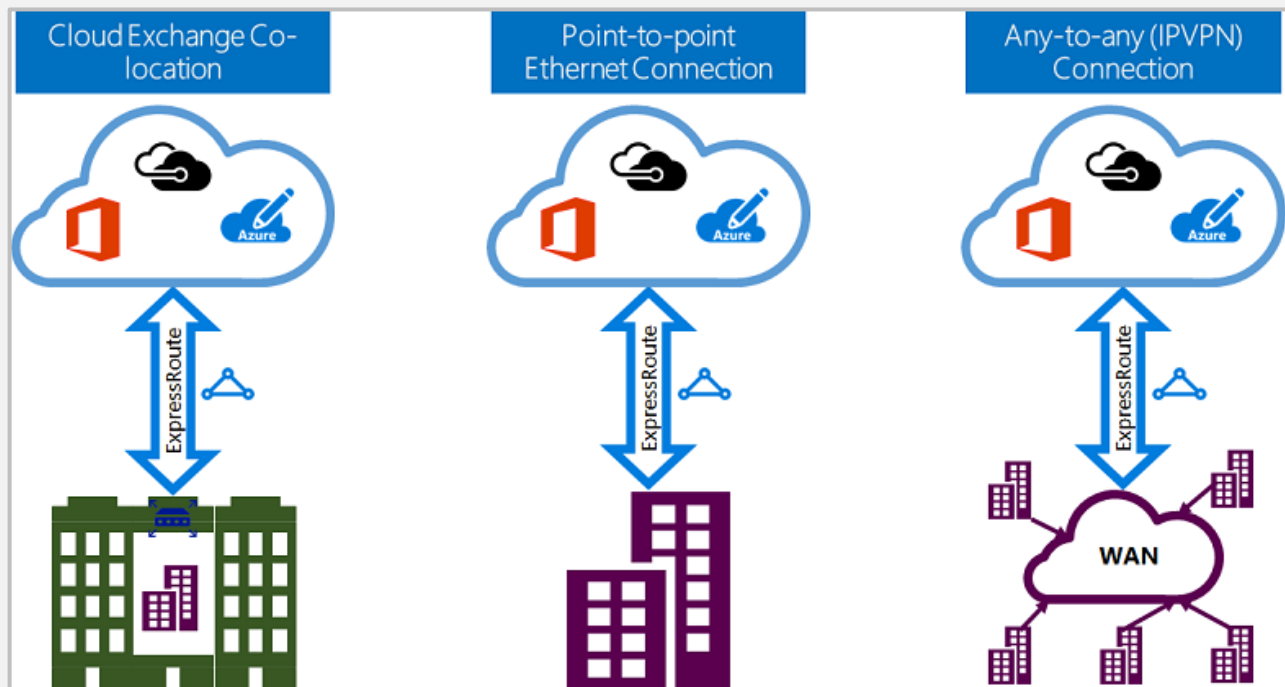 Cloud Exchange Co-
location
Point-to-point
Ethernet Connection
Any-to-any (IPVPN)
Connection
Azure
Azure
Azure
ExpressRoute
ExpressRoute
ExpressRoute
WAN